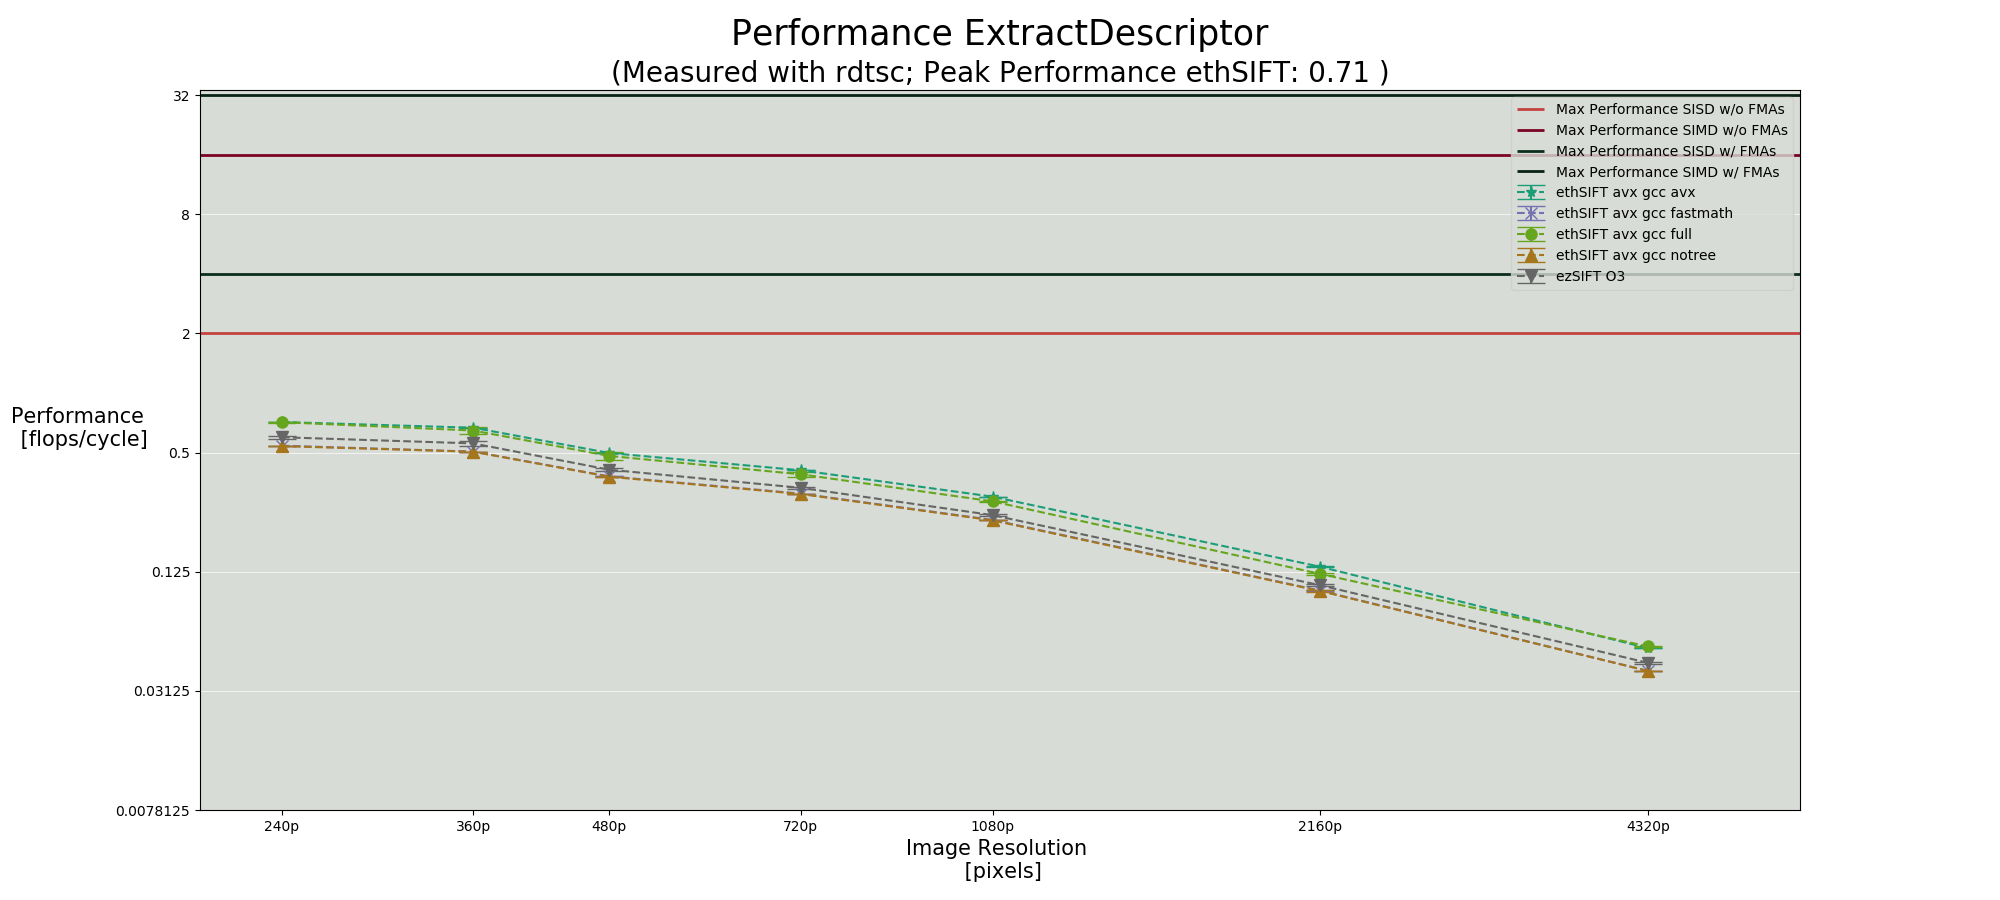 Performance ExtractDescriptor
(Measured with rdtsc; Peak Performance ethSIFT: 0.71 )
32
8
2
0.5
0.125
0.03125
0.0078125
Performance
[flops/cycle]
Max Performance SISD w/o FMAs
Max Performance SIMD w/o FMAs
Max Performance SISD w/ FMAs
Max Performance SIMD w/ FMAs
ethSIFT avx gcc avx
ethSIFT avx gcc fastmath
ethSIFT avx gcc full
ethSIFT avx gcc notree
ezSIFT O3
240p 360p 480p 720p 1080p 2160p 4320p
Image Resolution
[pixels]